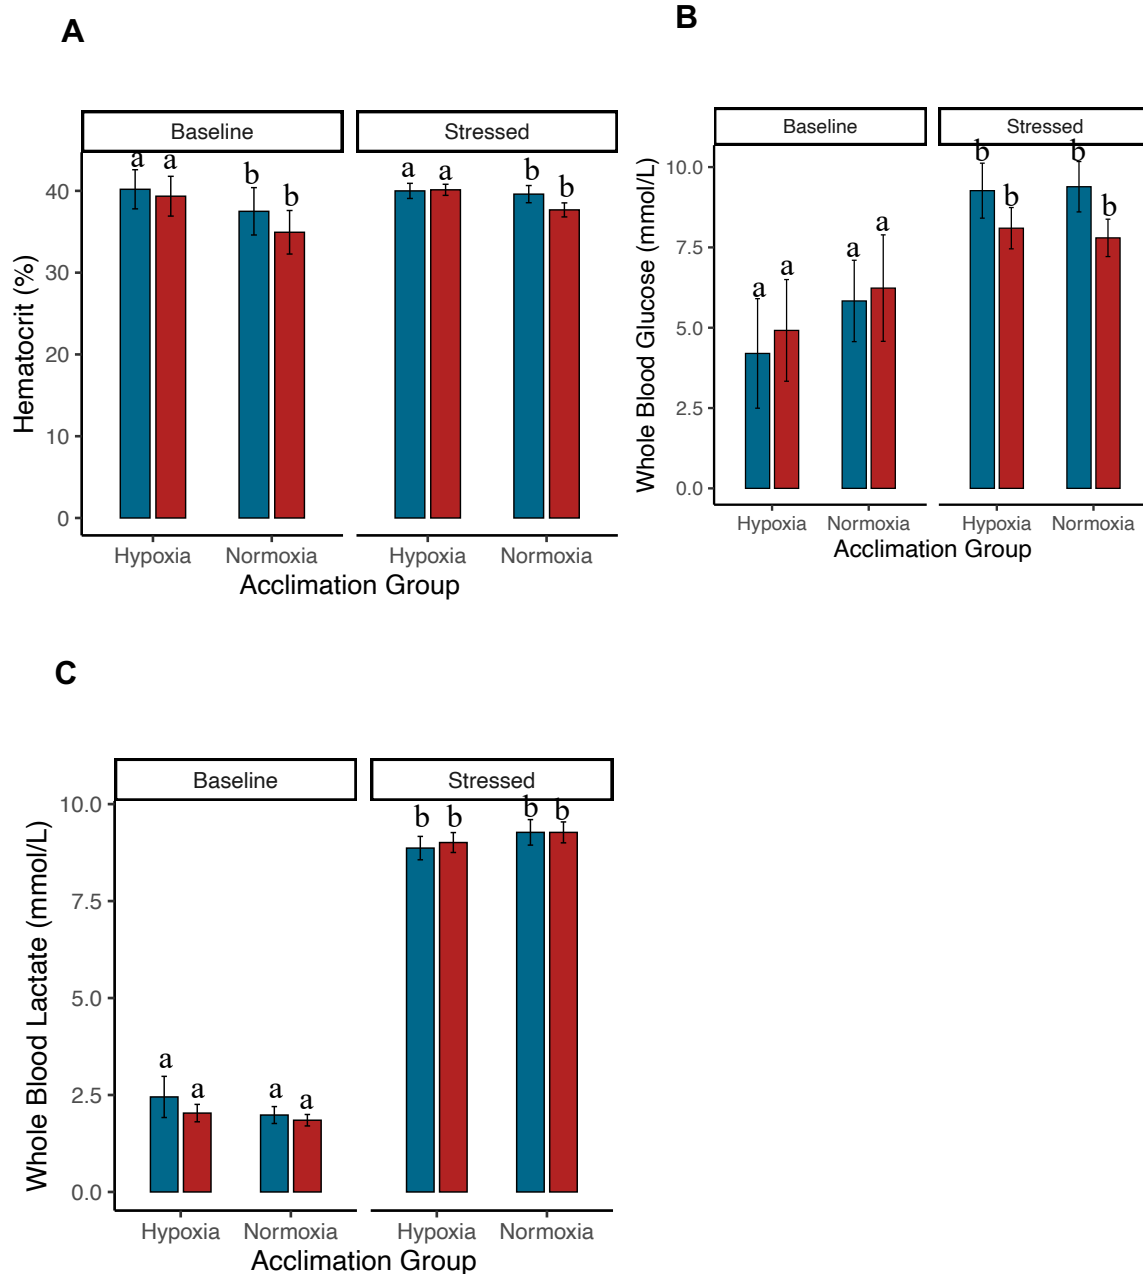 A
Baseline
Stressed
a a b b a a b b
Hematocrit (%)
40
30
20
10
0
Hypoxia
Normoxia
Hypoxia
Normoxia
Acclimation Group
B
Baseline
Stressed
a a a a b b b b
Whole Blood Glucose (mmol/L)
10.0
7.5
5.0
2.5
0.0
Hypoxia
Normoxia
Hypoxia
Normoxia
Acclimation Group
C
Baseline
Stressed
a a a a b b b b
Whole Blood Lactate (mmol/L)
10.0
7.5
5.0
2.5
0.0
Hypoxia
Normoxia
Hypoxia
Normoxia
Acclimation Group